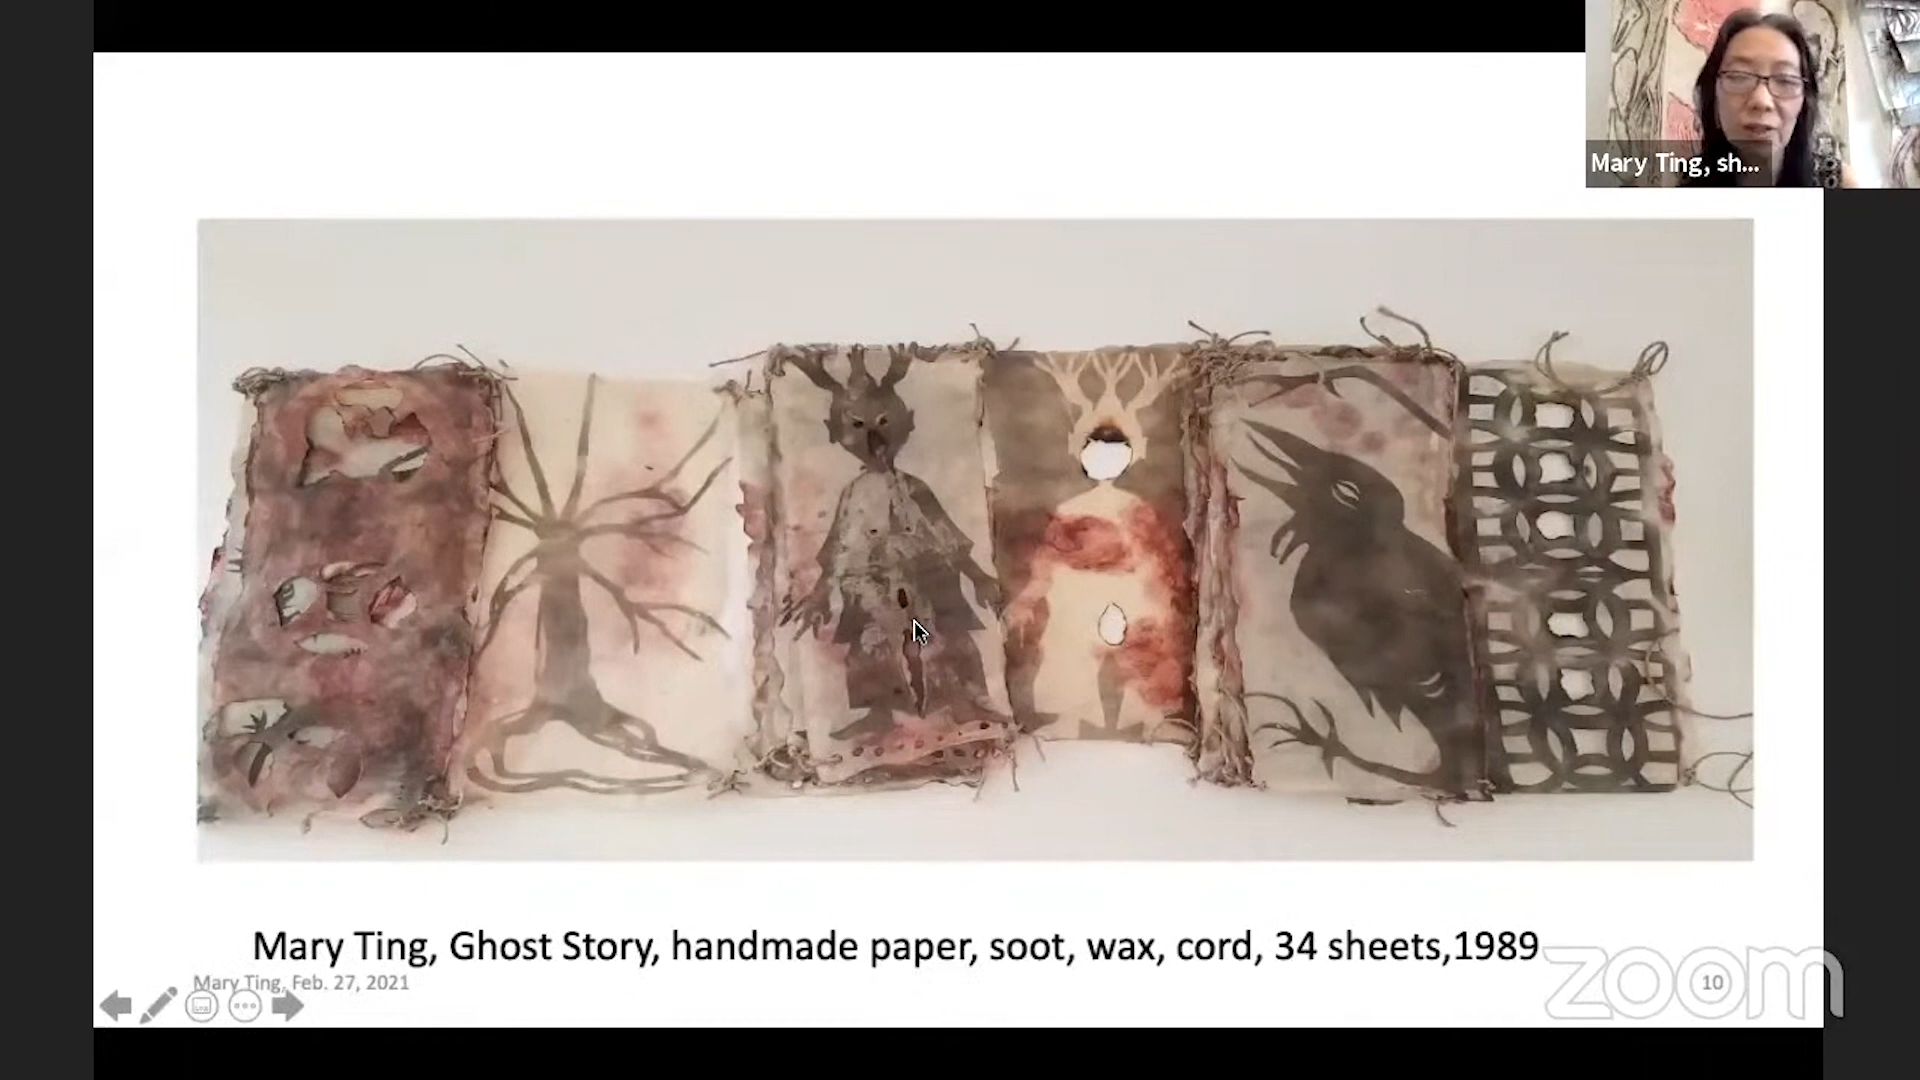 Mary Ting, sh...
Mary Ting, Ghost Story, handmade paper, soot, wax, cord, 34 sheets,1989
Mary Ting, Feb. 27, 2021
10
zoom